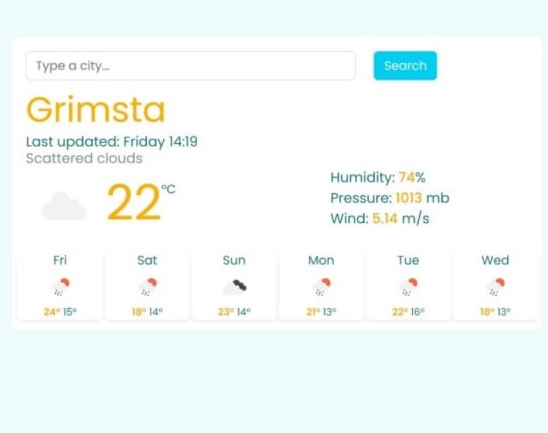 Type a city...
Search
Grimsta
Last updated: Friday 14:19
Scattered clouds
22°C
Humidity: 74%
Pressure: 1013 mb
Wind: 5.14 m/s
Fri Sat Sun Mon Tue Wed
24° 15° 18° 14° 23° 14° 21° 13° 22° 16° 18° 13°